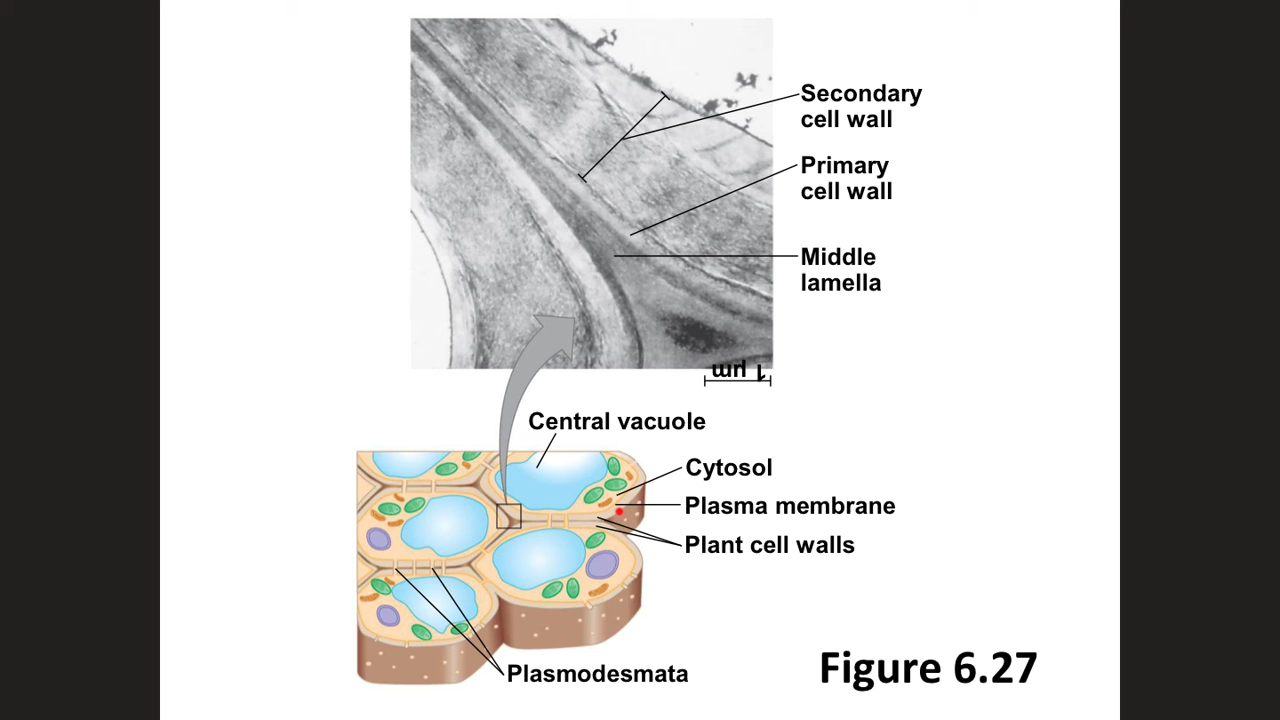 Secondary
cell wall
Primary
cell wall
Middle
lamella
1 µm
Central vacuole
Cytosol
Plasma membrane
Plant cell walls
Plasmodesmata
Figure 6.27